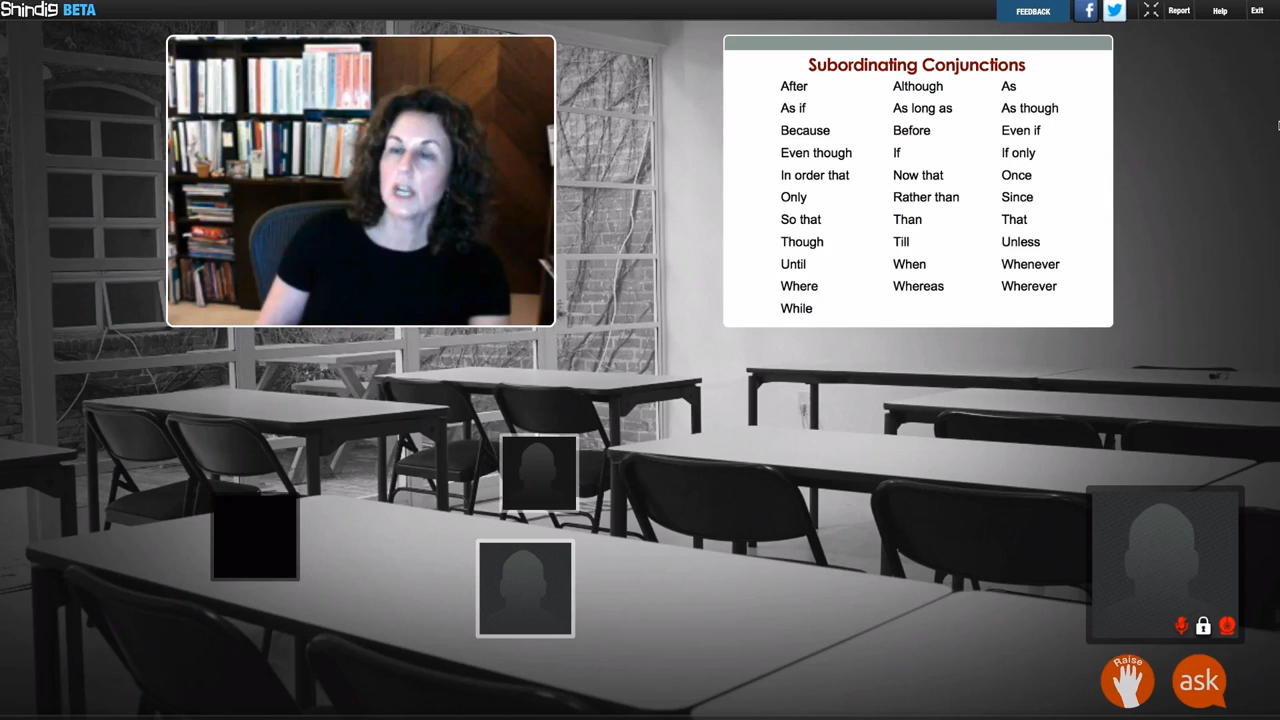 Shindig BETA
FEEDBACK
Report
Help
Exit
Subordinating Conjunctions
After Although As
As if As long as As though
Because Before Even if
Even though If If only
In order that Now that Once
Only Rather than Since
So that Than That
Though Till Unless
Until When Whenever
Where Whereas Wherever
While
Raise
ask